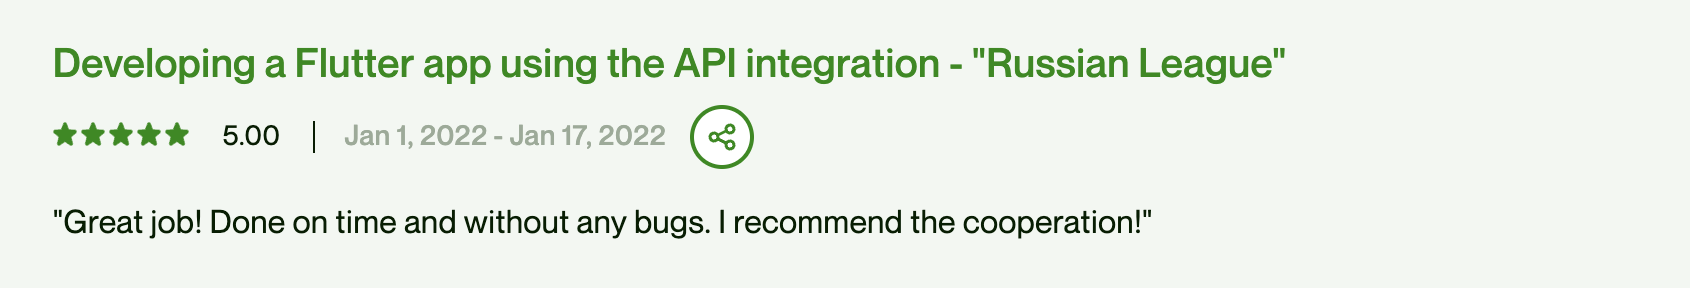 Developing a Flutter app using the API integration - "Russian League"
5.00 | Jan 1, 2022 - Jan 17, 2022
"Great job! Done on time and without any bugs. I recommend the cooperation!"